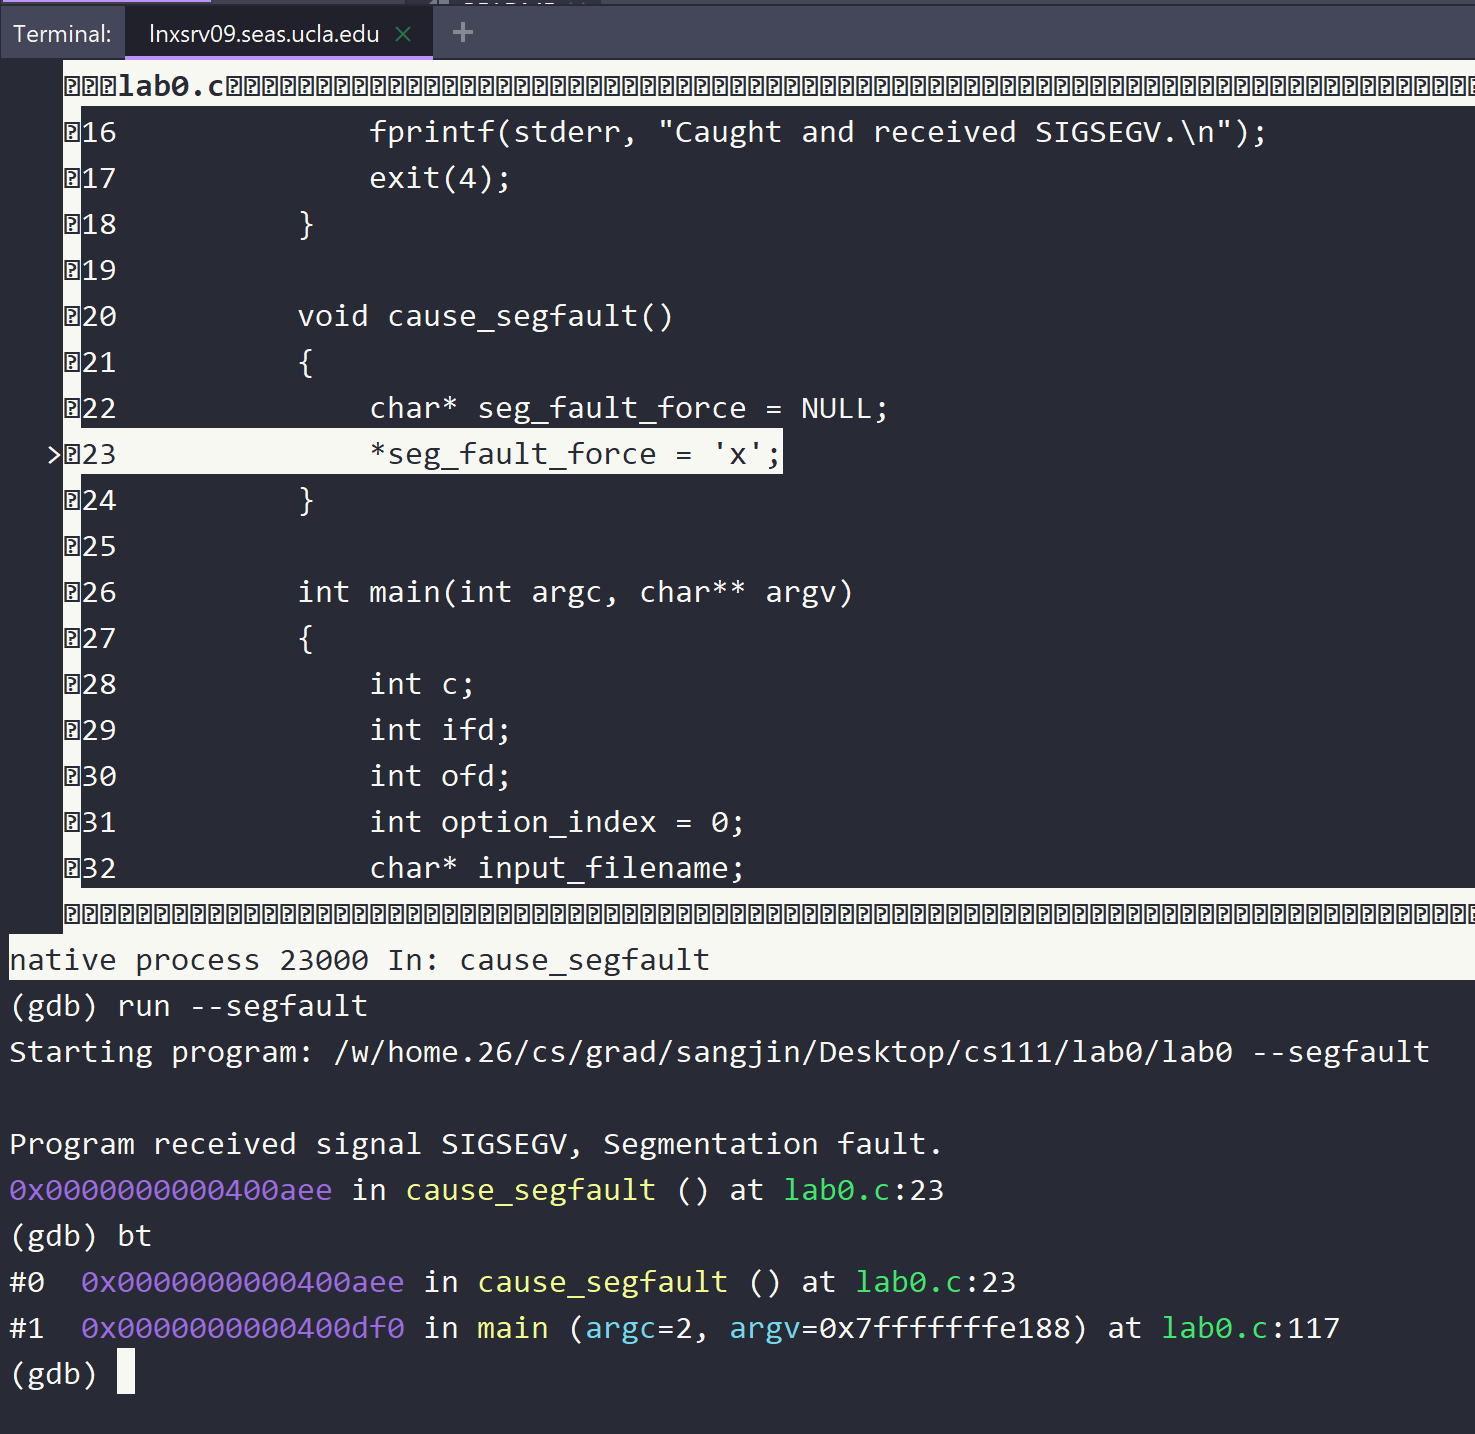 Terminal: lnxsrv09.seas.ucla.edu × +
lab0.c
16 fprintf(stderr, "Caught and received SIGSEGV.\n");
17 exit(4);
18 }
19
20 void cause_segfault()
21 {
22 char* seg_fault_force = NULL;
>23 *seg_fault_force = 'x';
24 }
25
26 int main(int argc, char** argv)
27 {
28 int c;
29 int ifd;
30 int ofd;
31 int option_index = 0;
32 char* input_filename;
native process 23000 In: cause_segfault
(gdb) run --segfault
Starting program: /w/home.26/cs/grad/sangjin/Desktop/cs111/lab0/lab0 --segfault
Program received signal SIGSEGV, Segmentation fault.
0x0000000000400aee in cause_segfault () at lab0.c:23
(gdb) bt
#0 0x0000000000400aee in cause_segfault () at lab0.c:23
#1 0x0000000000400df0 in main (argc=2, argv=0x7fffffffe188) at lab0.c:117
(gdb)